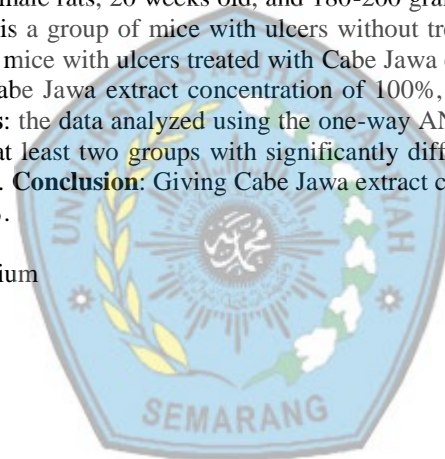 male rats, 20 weeks old, and 180-200 gra
is a group of mice with ulcers without tr
mice with ulcers treated with Cabe Jawa
abe Jawa extract concentration of 100%,
s: the data analyzed using the one-way AN
at least two groups with significantly diff
. Conclusion: Giving Cabe Jawa extract c
.
ium
SEMARANG